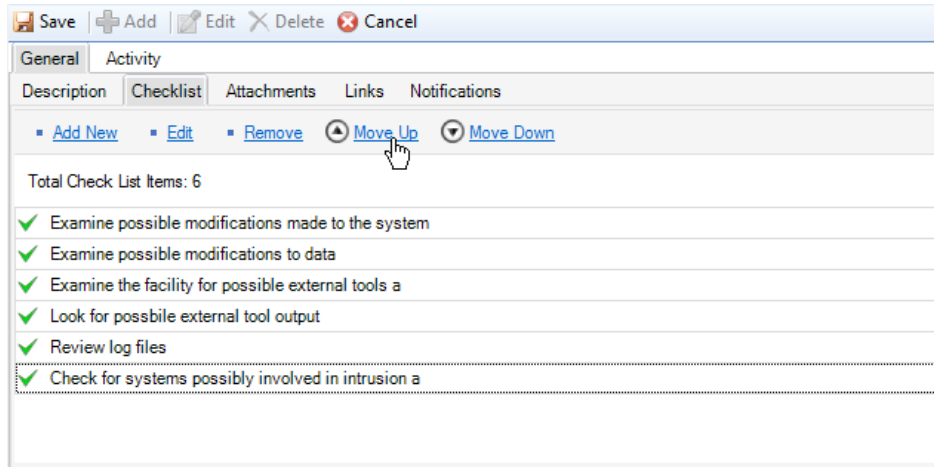 Save Add Edit Delete Cancel
General Activity
Description Checklist Attachments Links Notifications
Add New Edit Remove Move Up Move Down
Total Check List Items: 6
Examine possible modifications made to the system
Examine possible modifications to data
Examine the facility for possible external tools a
Look for possbile external tool output
Review log files
Check for systems possibly involved in intrusion a